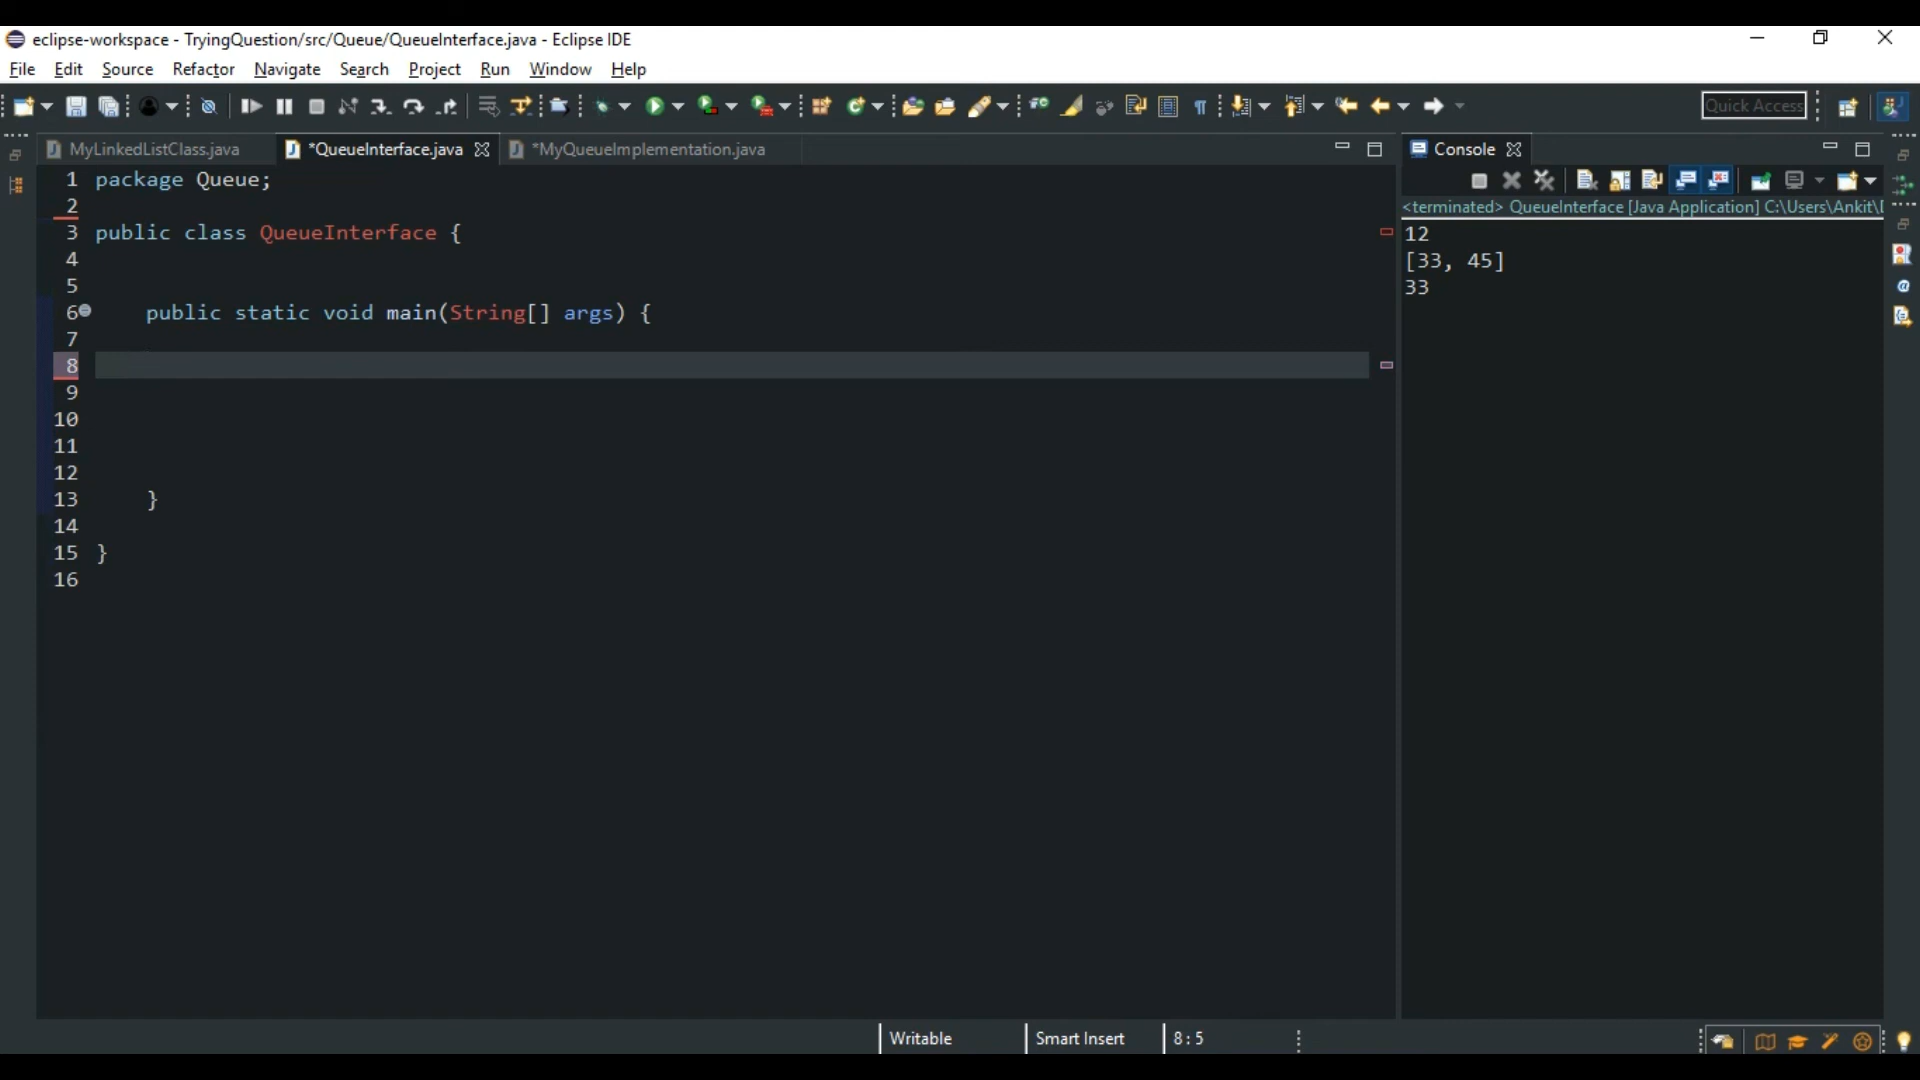 eclipse-workspace - TryingQuestion/src/Queue/QueueInterface.java - Eclipse IDE
File Edit Source Refactor Navigate Search Project Run Window Help
Quick Access
MyLinkedListClass.java *QueueInterface.java *MyQueueImplementation.java Console
<terminated> QueueInterface [Java Application] C:\Users\Ankit\
1 package Queue;
2
3 public class QueueInterface {
4
5
6 public static void main(String[] args) {
7
8
9
10
11
12
13 }
14
15 }
16
12
[33, 45]
33
Writable Smart Insert 8 : 5